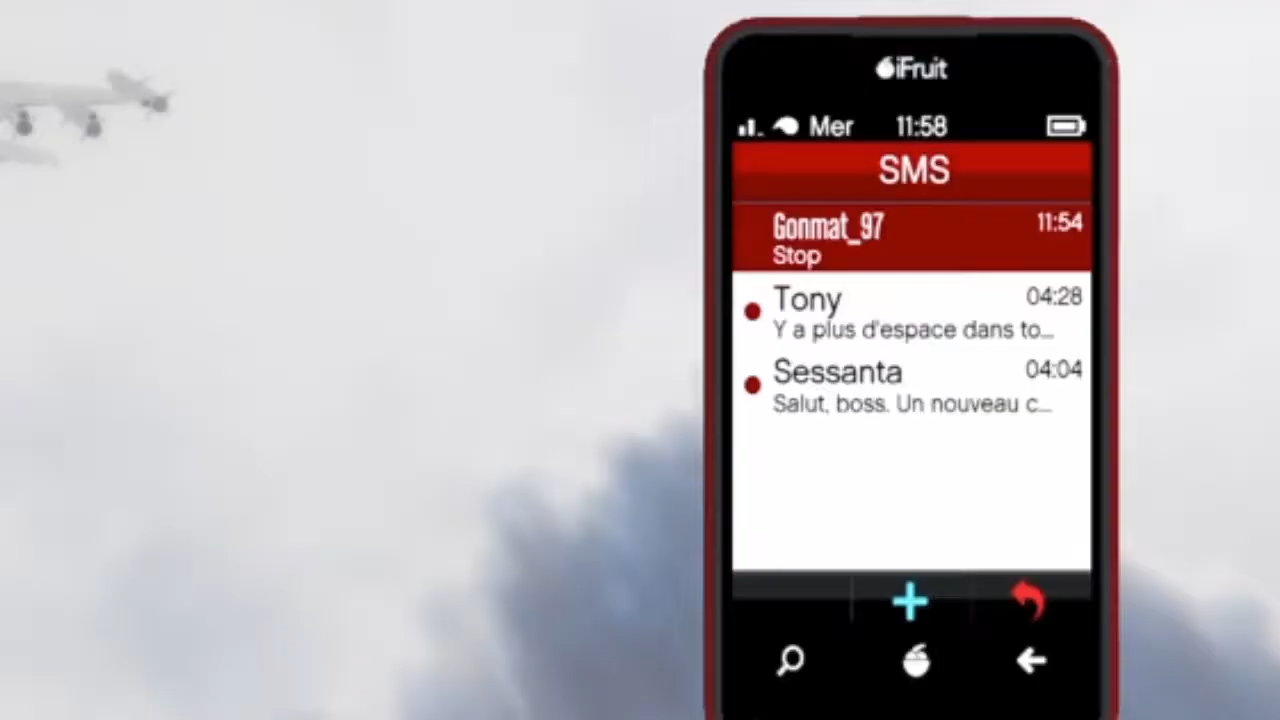 iFruit
Mer 11:58
SMS
Gonmat_97 11:54
Stop
Tony 04:28
Y a plus d'espace dans to...
Sessanta 04:04
Salut, boss. Un nouveau c...